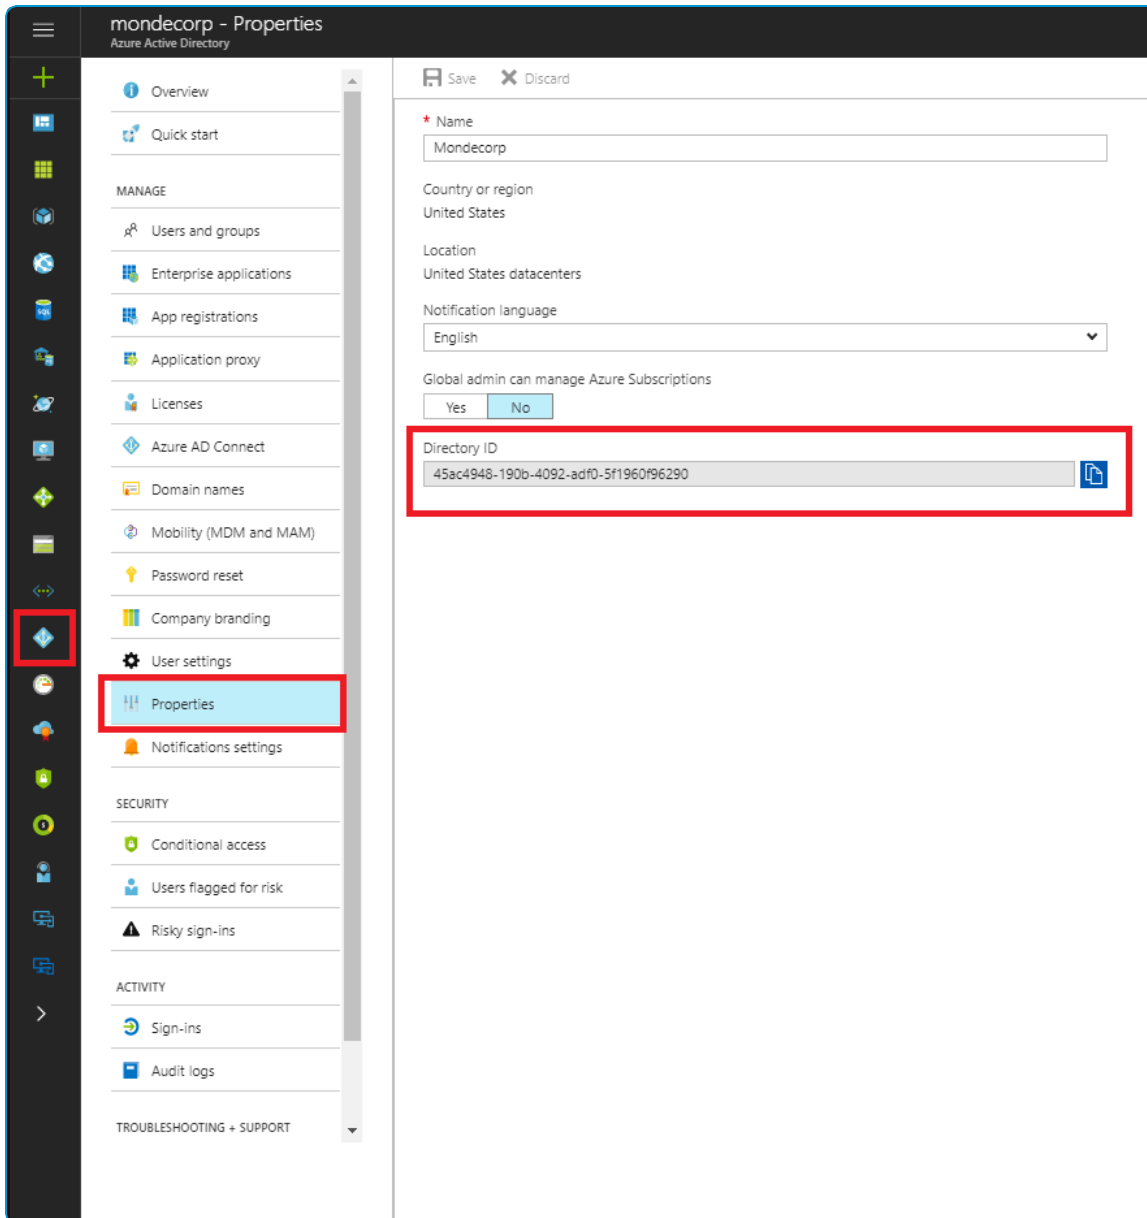 mondecorp - Properties
Azure Active Directory
Overview
Quick start
MANAGE
Users and groups
Enterprise applications
App registrations
Application proxy
Licenses
Azure AD Connect
Domain names
Mobility (MDM and MAM)
Password reset
Company branding
User settings
Properties
Notifications settings
SECURITY
Conditional access
Users flagged for risk
Risky sign-ins
ACTIVITY
Sign-ins
Audit logs
TROUBLESHOOTING + SUPPORT
Save Discard
* Name
Mondecorp
Country or region
United States
Location
United States datacenters
Notification language
English
Global admin can manage Azure Subscriptions
Yes No
Directory ID
45ac4948-190b-4092-adf0-5f1960f96290